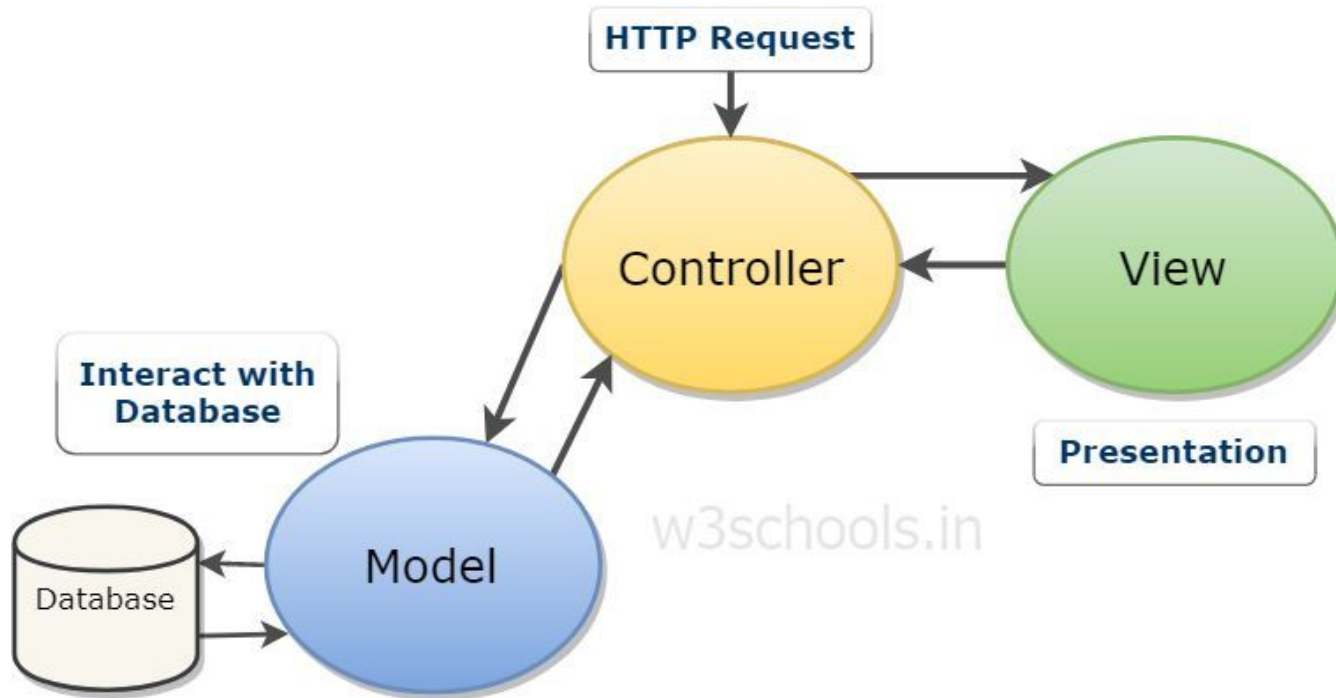 HTTP Request
Controller
View
Interact with
Database
Presentation
w3schools.in
Model
Database